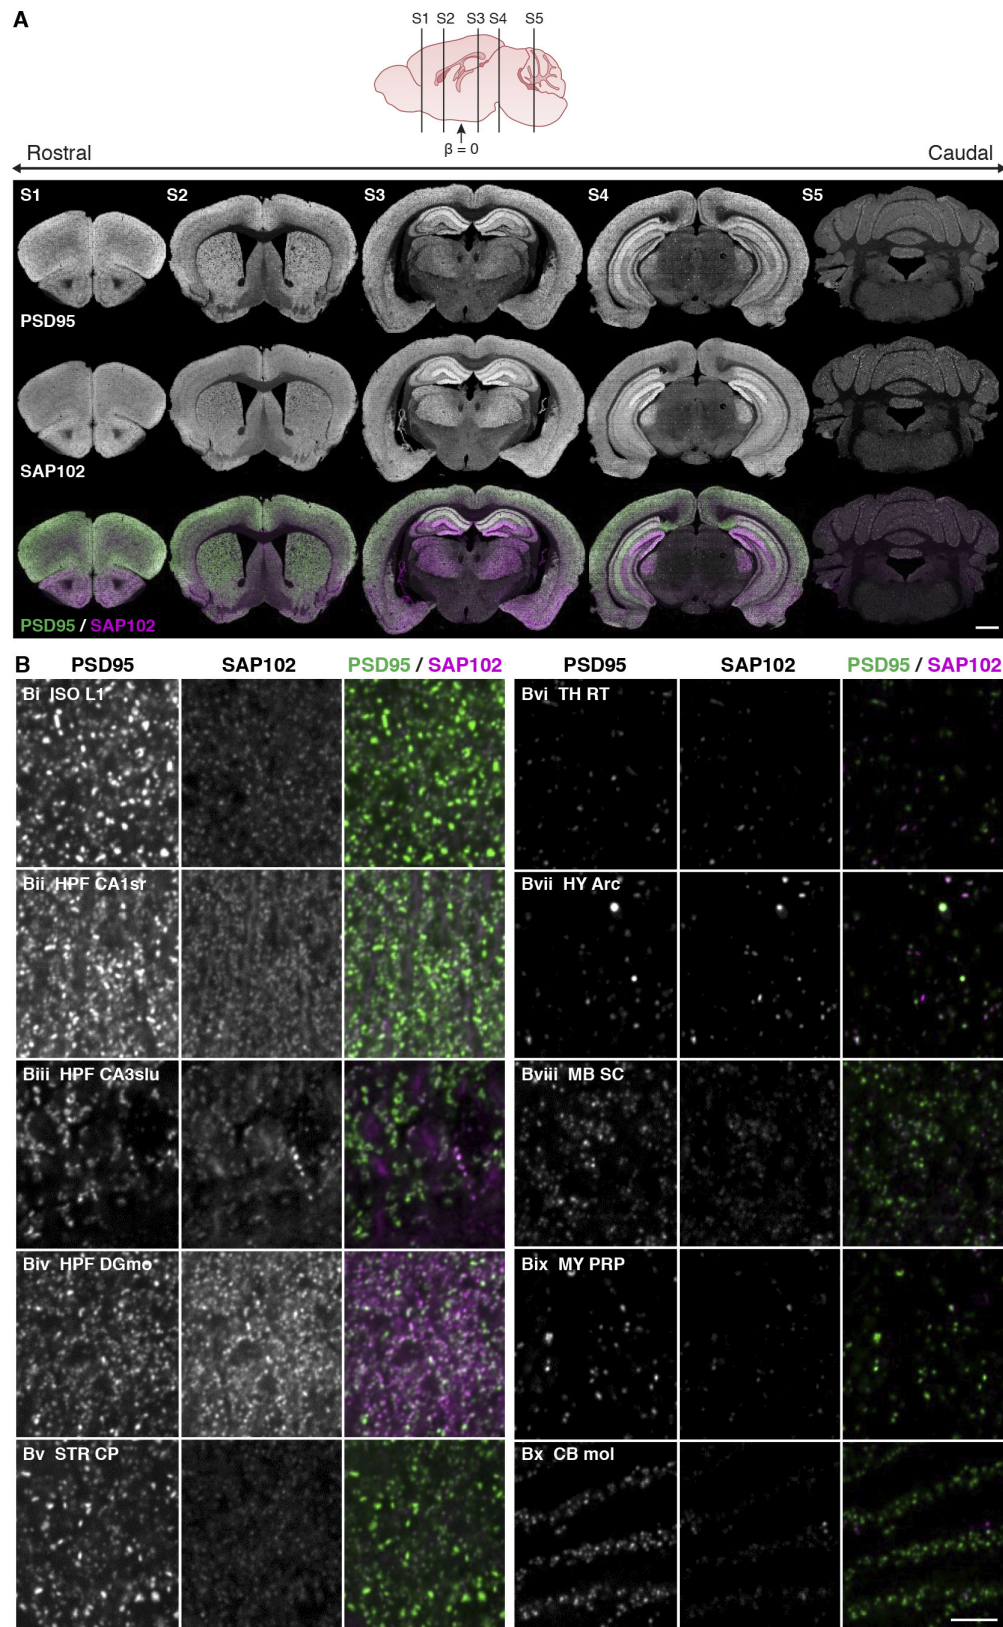 A
S1 S2 S3 S4 S5
β = 0
Rostral Caudal
S1 S2 S3 S4 S5
PSD95
SAP102
PSD95 / SAP102
B PSD95 SAP102 PSD95 / SAP102 PSD95 SAP102 PSD95 / SAP102
Bi ISO L1 Bvi TH RT
Bii HPF CA1sr Bvii HY Arc
Biii HPF CA3slu Bviii MB SC
Biv HPF DGmo Bix MY PRP
Bv STR CP Bx CB mol